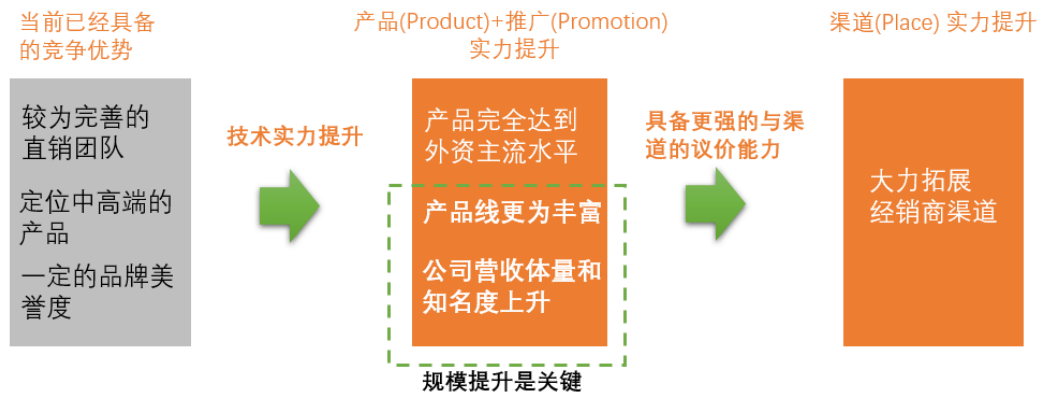 当前已经具备
的竞争优势
较为完善的
直销团队
定位中高端的
产品
一定的品牌美
誉度
技术实力提升
产品(Product)+推广(Promotion)
实力提升
产品完全达到
外资主流水平
产品线更为丰富
公司营收体量和
知名度上升
规模提升是关键
具备更强的与渠
道的议价能力
渠道(Place) 实力提升
大力拓展
经销商渠道